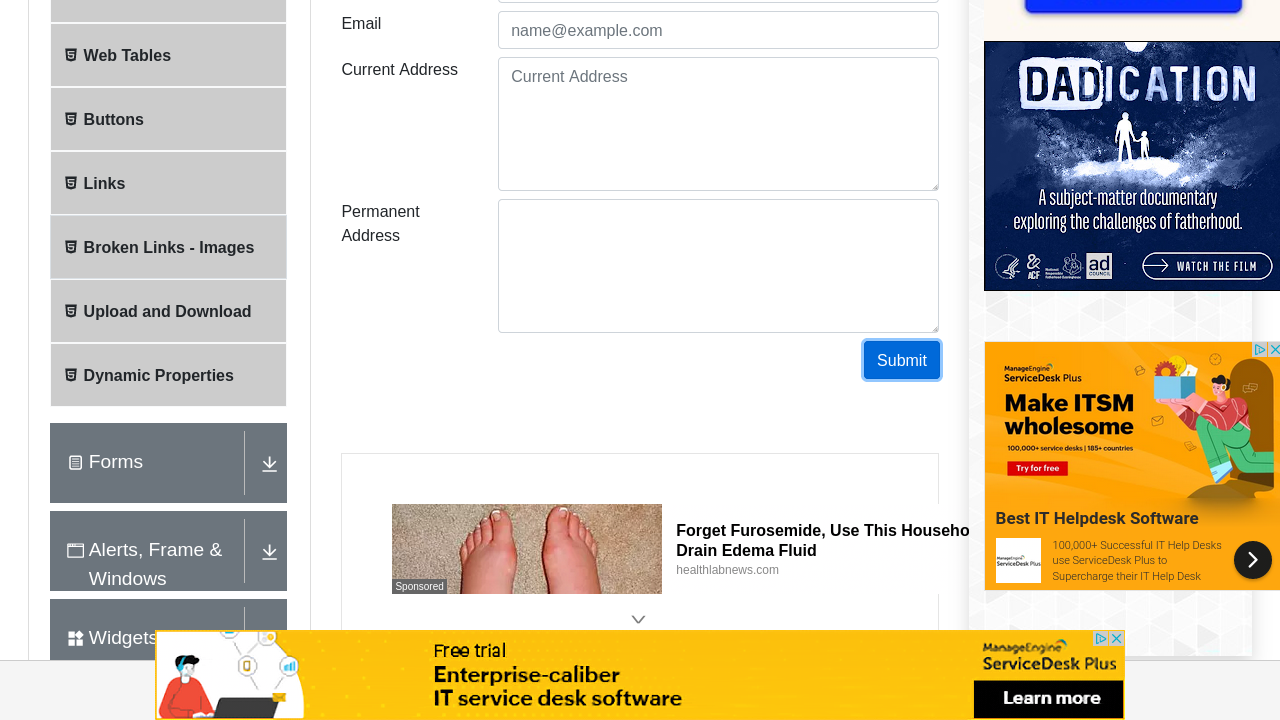 Email
name@example.com
Current Address
Current Address
Permanent
Address
Submit
Web Tables
Buttons
Links
Broken Links - Images
Upload and Download
Dynamic Properties
Forms
Alerts, Frame &
Windows
Widgets
DADICATION
A subject-matter documentary
exploring the challenges of fatherhood.
ACF
ad
COUNCIL
WATCH THE FILM
ManageEngine
ServiceDesk Plus
Make ITSM
wholesome
100,000+ service desks | 185+ countries
Try for free
Best IT Helpdesk Software
ManageEngine
ServiceDesk Plus
100,000+ Successful IT Help Desks
use ServiceDesk Plus to
Supercharge their IT Help Desk
Sponsored
Forget Furosemide, Use This Househo
Drain Edema Fluid
healthlabnews.com
Free trial
Enterprise-caliber
IT service desk software
ManageEngine
ServiceDesk Plus
Learn more